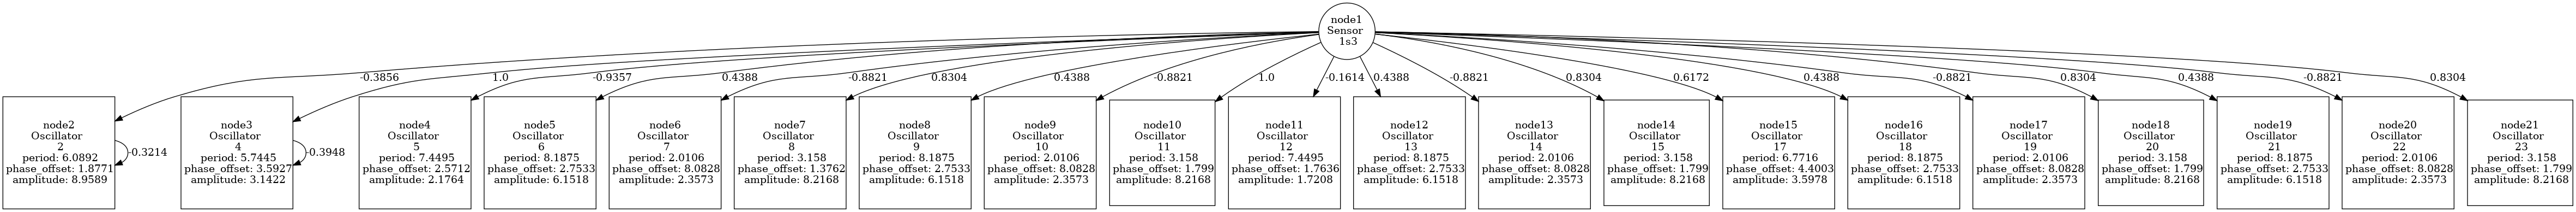 node1
Sensor
1s3
-0.3856
1.0
-0.9357
0.4388
-0.8821
0.8304
0.4388
-0.8821
1.0
-0.1614
0.4388
-0.8821
0.8304
0.6172
0.4388
-0.8821
0.8304
0.4388
-0.8821
0.8304
node2
Oscillator
2
period: 6.0892
phase_offset: 1.8771
amplitude: 8.9589
-0.3214
node3
Oscillator
4
period: 5.7445
phase_offset: 3.5927
amplitude: 3.1422
-0.3948
node4
Oscillator
5
period: 7.4495
phase_offset: 2.5712
amplitude: 2.1764
node5
Oscillator
6
period: 8.1875
phase_offset: 2.7533
amplitude: 6.1518
node6
Oscillator
7
period: 2.0106
phase_offset: 8.0828
amplitude: 2.3573
node7
Oscillator
8
period: 3.158
phase_offset: 1.3762
amplitude: 8.2168
node8
Oscillator
9
period: 8.1875
phase_offset: 2.7533
amplitude: 6.1518
node9
Oscillator
10
period: 2.0106
phase_offset: 8.0828
amplitude: 2.3573
node10
Oscillator
11
period: 3.158
phase_offset: 1.799
amplitude: 8.2168
node11
Oscillator
12
period: 7.4495
phase_offset: 1.7636
amplitude: 1.7208
node12
Oscillator
13
period: 8.1875
phase_offset: 2.7533
amplitude: 6.1518
node13
Oscillator
14
period: 2.0106
phase_offset: 8.0828
amplitude: 2.3573
node14
Oscillator
15
period: 3.158
phase_offset: 1.799
amplitude: 8.2168
node15
Oscillator
17
period: 6.7716
phase_offset: 4.4003
amplitude: 3.5978
node16
Oscillator
18
period: 8.1875
phase_offset: 2.7533
amplitude: 6.1518
node17
Oscillator
19
period: 2.0106
phase_offset: 8.0828
amplitude: 2.3573
node18
Oscillator
20
period: 3.158
phase_offset: 1.799
amplitude: 8.2168
node19
Oscillator
21
period: 8.1875
phase_offset: 2.7533
amplitude: 6.1518
node20
Oscillator
22
period: 2.0106
phase_offset: 8.0828
amplitude: 2.3573
node21
Oscillator
23
period: 3.158
phase_offset: 1.799
amplitude: 8.2168